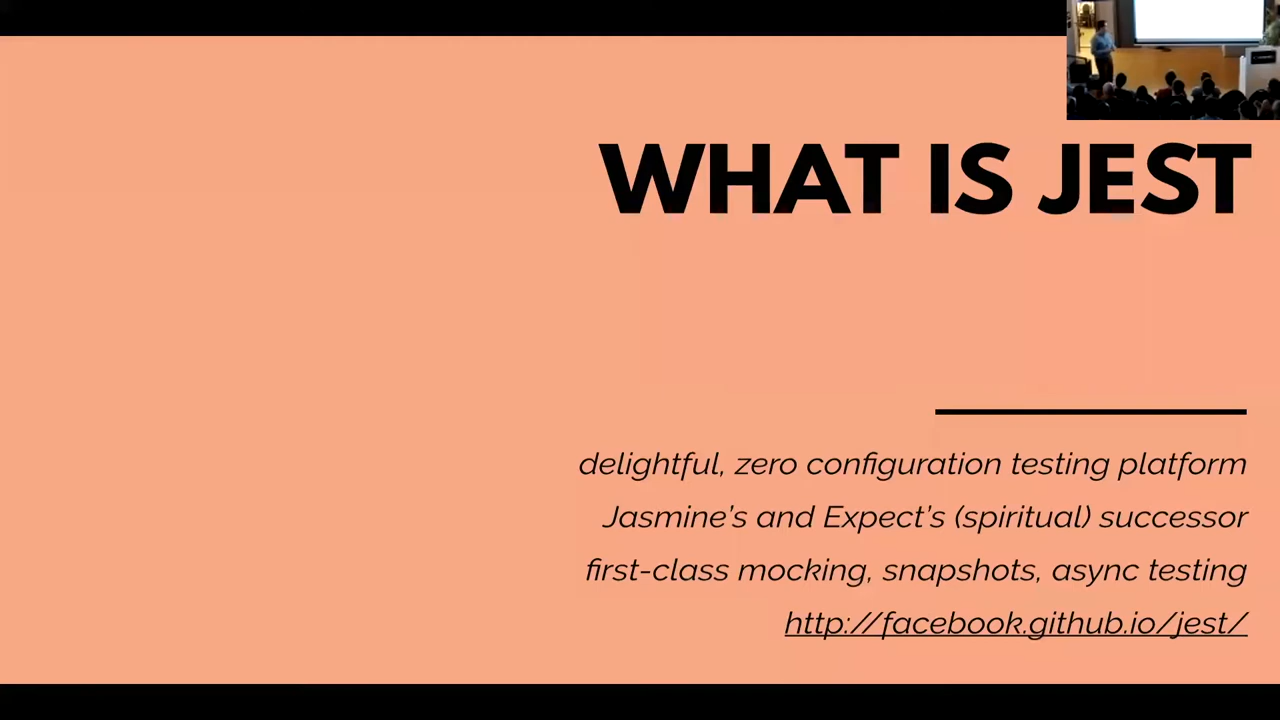 WHAT IS JEST
delightful, zero configuration testing platform
Jasmine's and Expect's (spiritual) successor
first-class mocking, snapshots, async testing
http://facebook.github.io/jest/